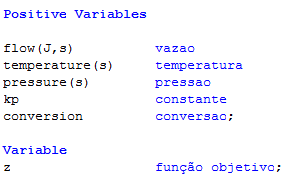 Positive Variables
flow(J,s) vazao
temperature(s) temperatura
pressure(s) pressao
kp constante
conversion conversao;
Variable
z função objetivo;